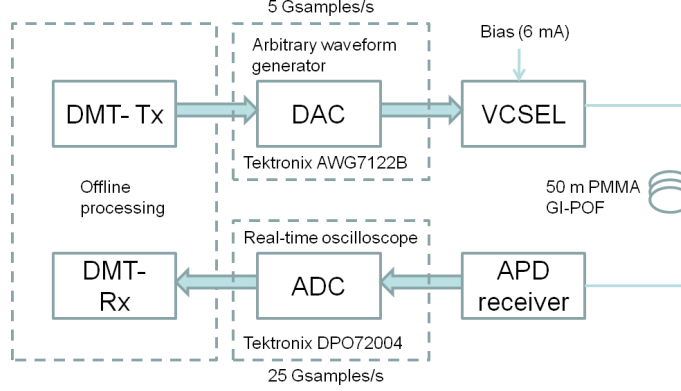 5 Gsamples/s
Arbitrary waveform
generator
Bias (6 mA)
DMT- Tx
DAC
VCSEL
Tektronix AWG7122B
Offline
processing
50 m PMMA
GI-POF
Real-time oscilloscope
DMT-
Rx
ADC
APD
receiver
Tektronix DPO72004
25 Gsamples/s